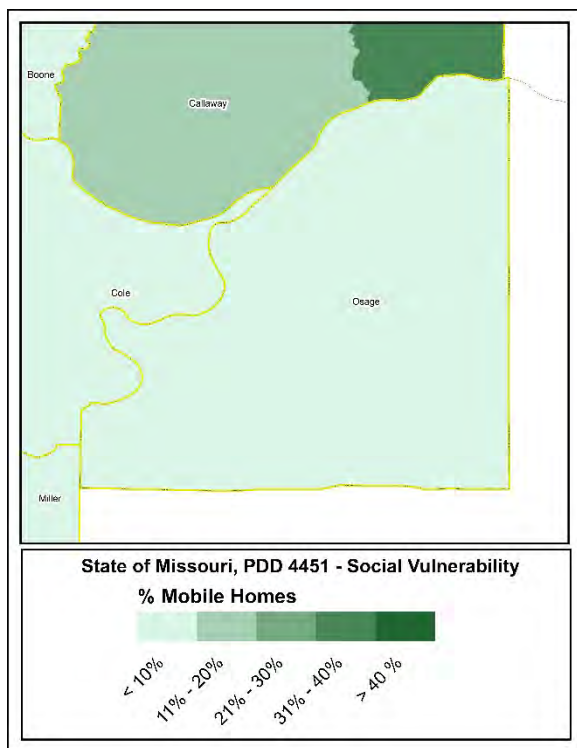 Boone
Callaway
Cole
Osage
Miller
State of Missouri, PDD 4451 - Social Vulnerability
% Mobile Homes
< 10%
11% - 20%
21% - 30%
31% - 40%
> 40 %